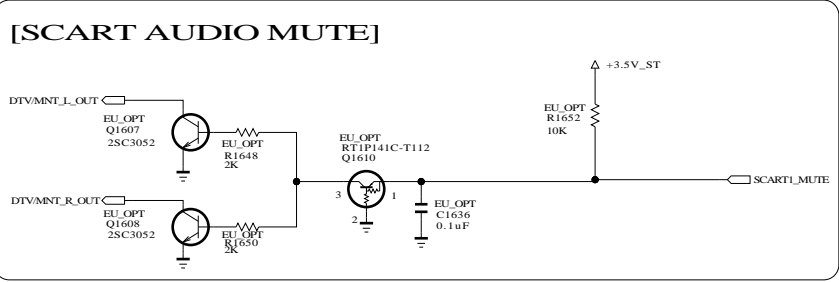 [SCART AUDIO MUTE]
+3.5V_ST
DTV/MNT_L_OUT
EU_OPT
Q1607
2SC3052
EU_OPT
R1648
2K
EU_OPT
RT1P141C-T112
Q1610
EU_OPT
R1652
10K
3
1
2
SCART1_MUTE
DTV/MNT_R_OUT
EU_OPT
Q1608
2SC3052
EU_OPT
R1650
2K
EU_OPT
C1636
0.1uF